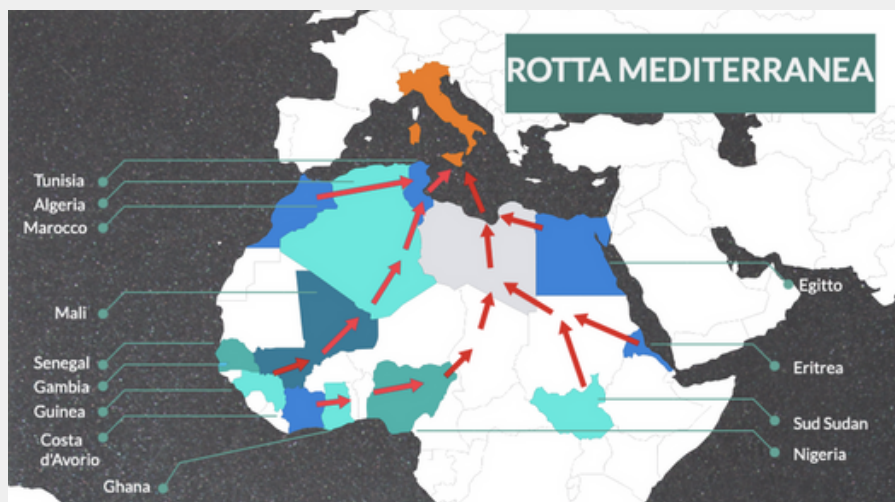 ROTTA MEDITERRANEA
Tunisia
Algeria
Marocco
Mali
Senegal
Gambia
Guinea
Costa
d'Avorio
Ghana
Egitto
Eritrea
Sud Sudan
Nigeria